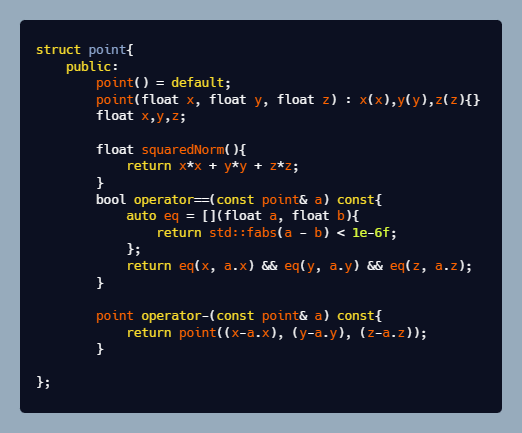 struct point{
    public:
        point() = default;
        point(float x, float y, float z) : x(x),y(y),z(z){}
        float x,y,z;

        float squaredNorm(){
            return x*x + y*y + z*z;
        }
        bool operator==(const point& a) const{
            auto eq = [](float a, float b){
                return std::fabs(a - b) < 1e-6f;
            };
            return eq(x, a.x) && eq(y, a.y) && eq(z, a.z);
        }

        point operator-(const point& a) const{
            return point((x-a.x), (y-a.y), (z-a.z));
        }

};